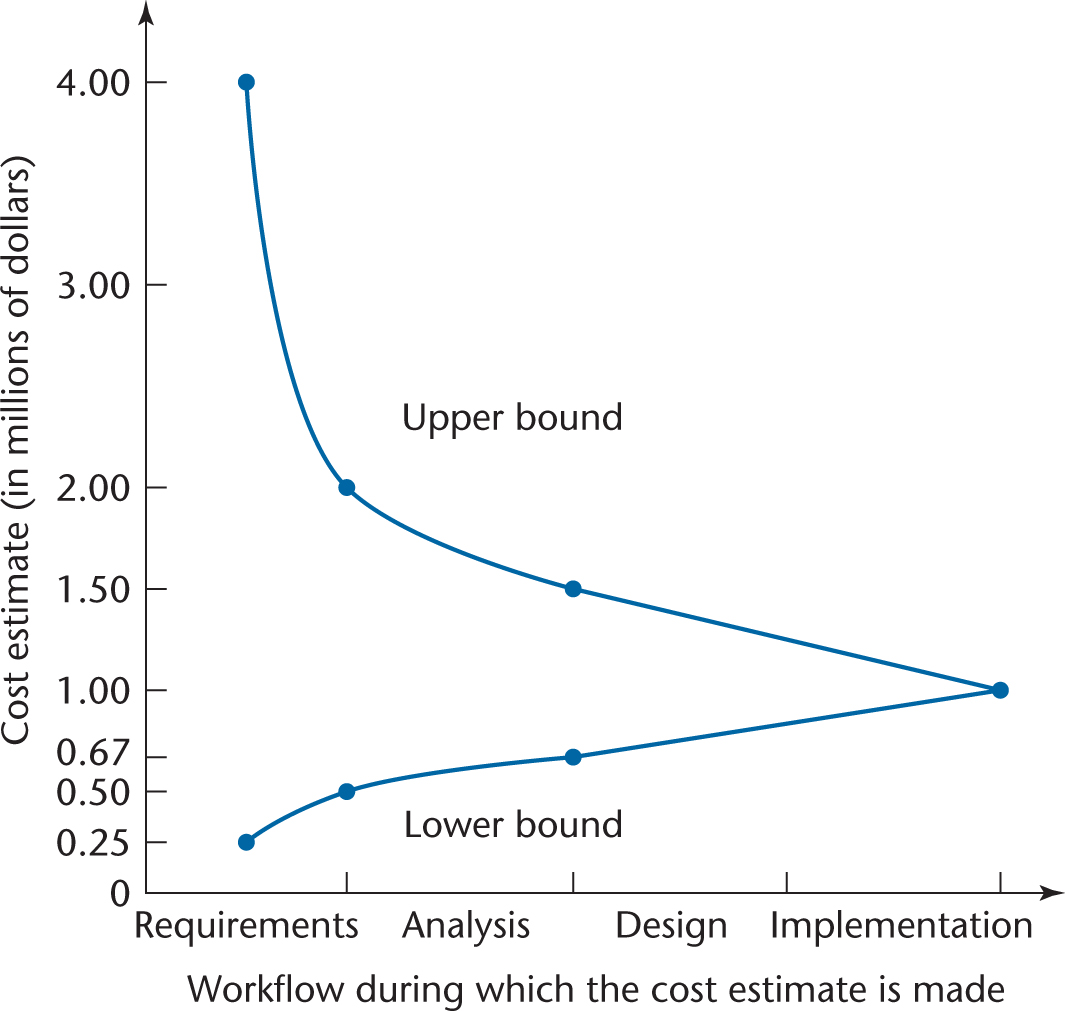 4.00
3.00
2.00
1.50
1.00
0.67
0.50
0.25
0
Cost estimate (in millions of dollars)
Upper bound
Lower bound
Requirements Analysis Design Implementation
Workflow during which the cost estimate is made